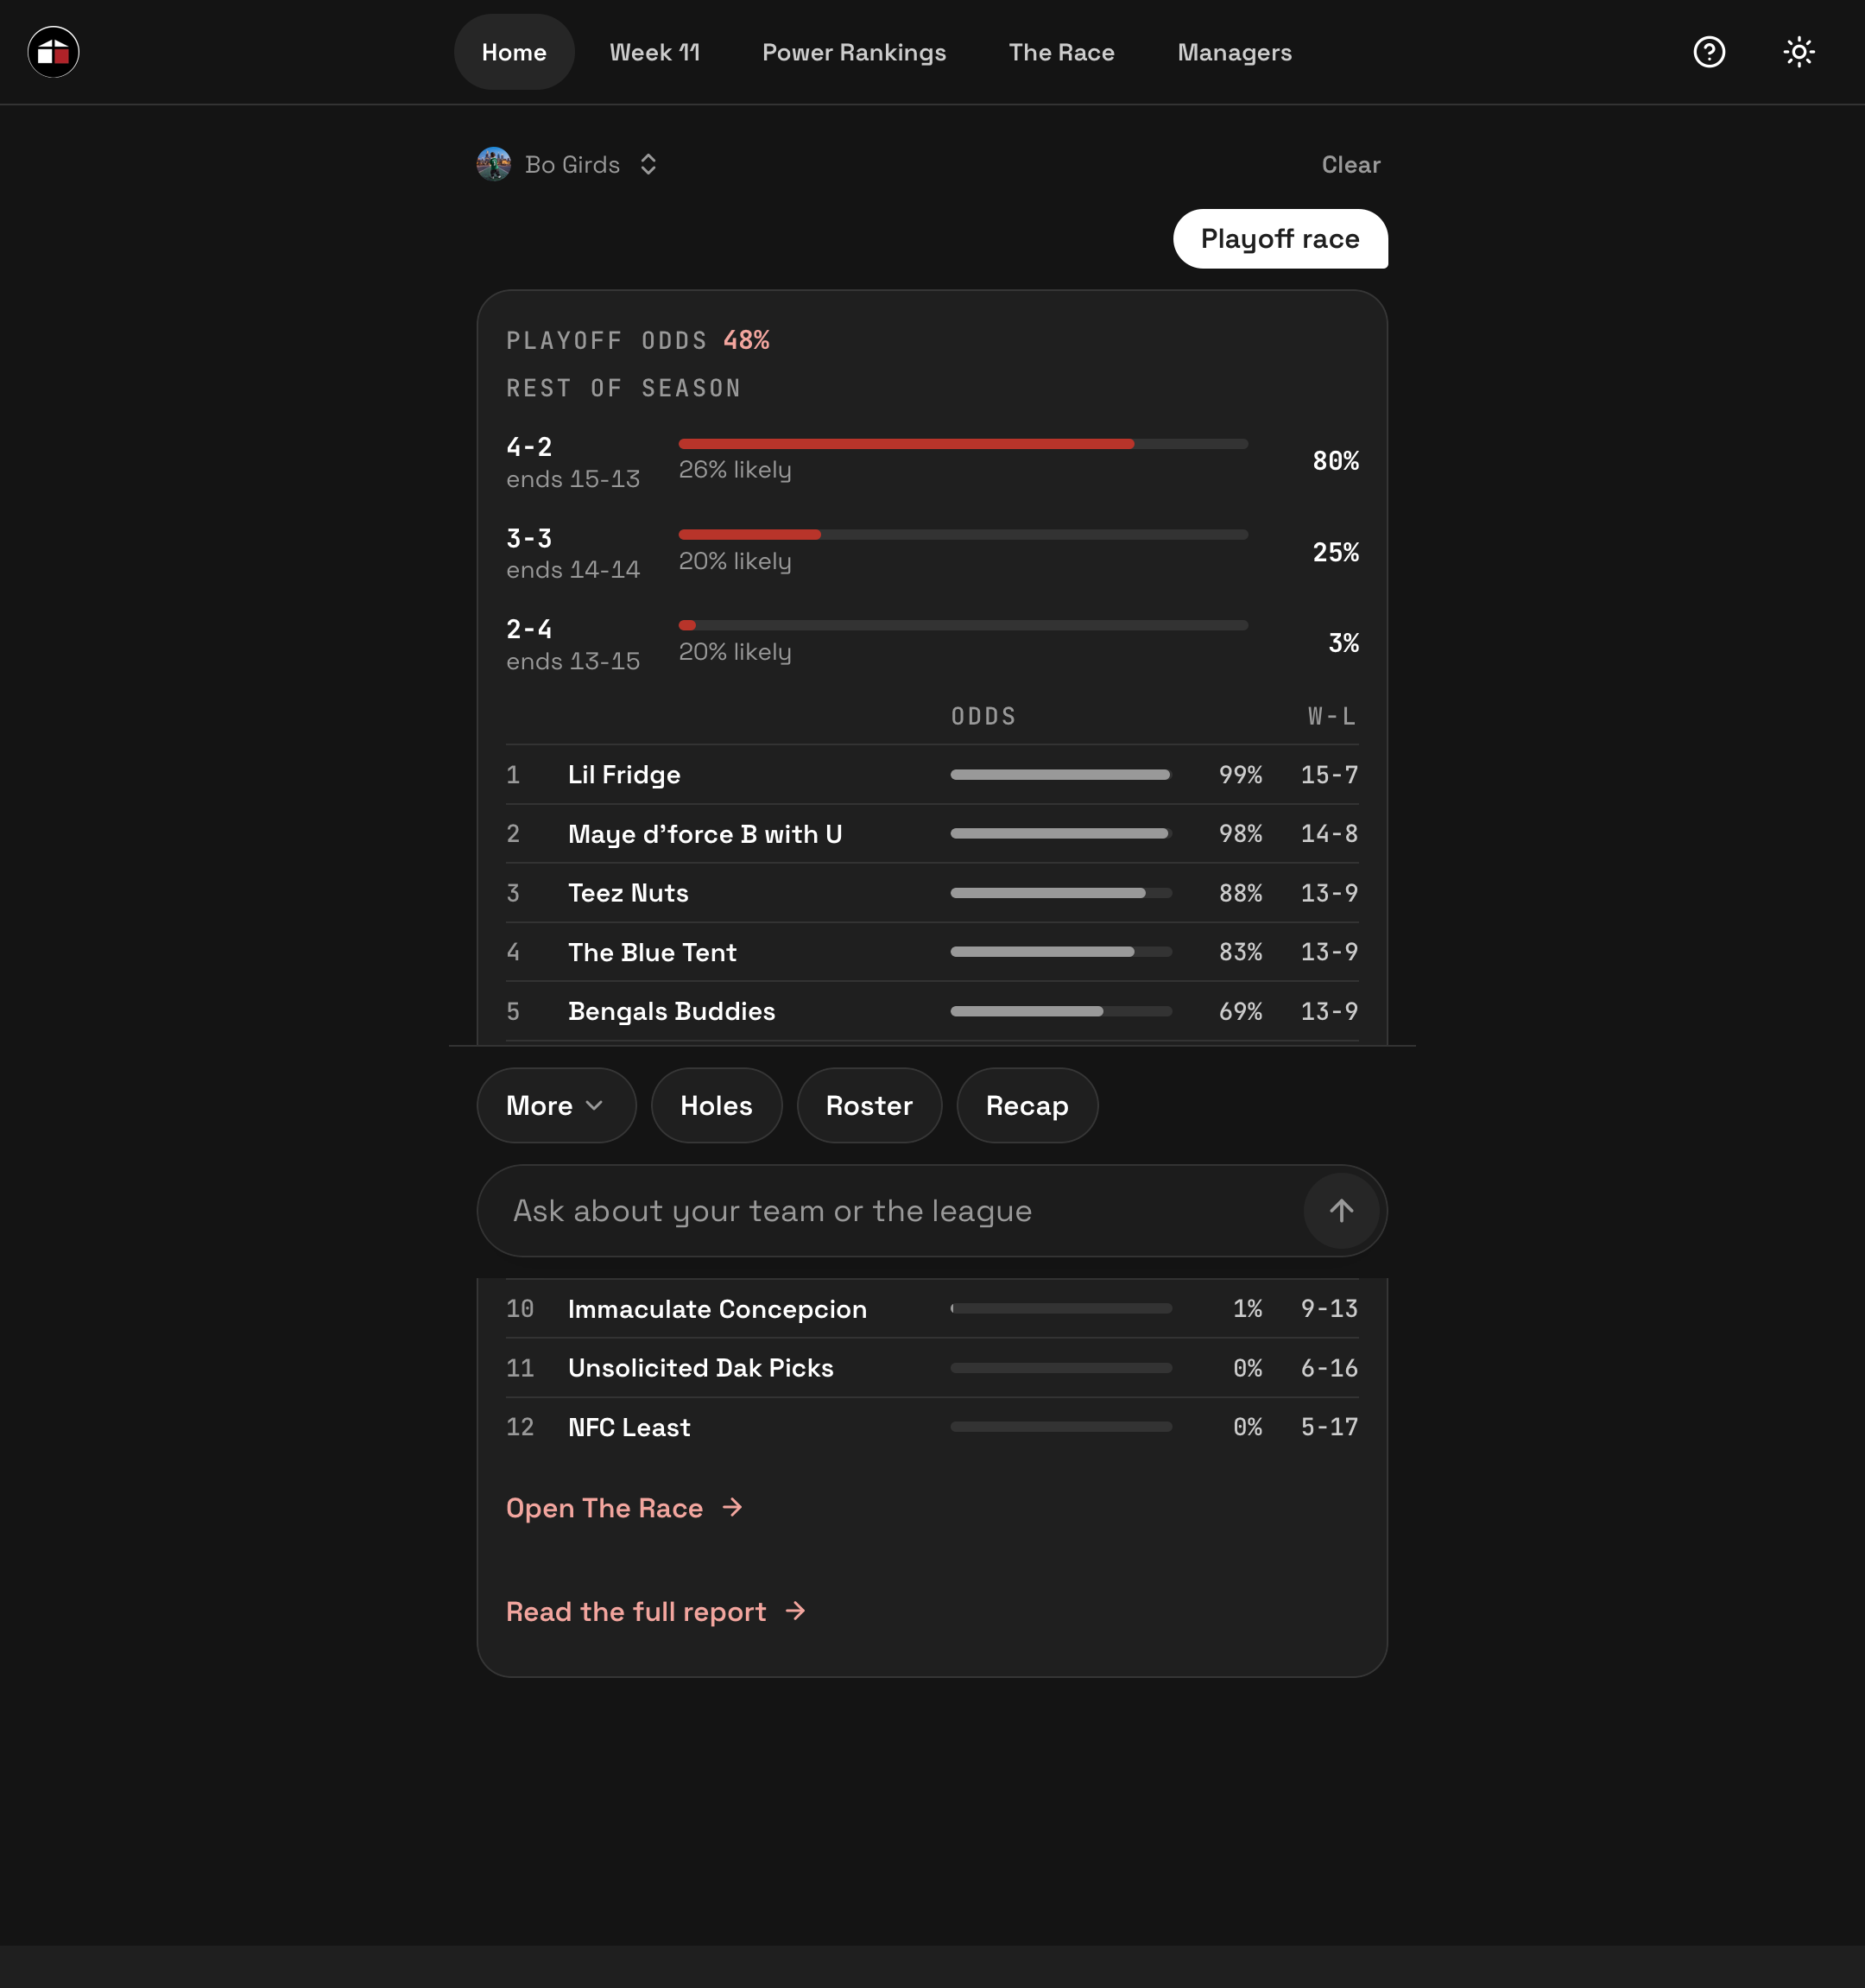 Home Week 11 Power Rankings The Race Managers
Bo Girds Clear
Playoff race
PLAYOFF ODDS 48%
REST OF SEASON
4-2
ends 15-13
26% likely
80%
3-3
ends 14-14
20% likely
25%
2-4
ends 13-15
20% likely
3%
ODDS W-L
1 Lil Fridge 99% 15-7
2 Maye d'force B with U 98% 14-8
3 Teez Nuts 88% 13-9
4 The Blue Tent 83% 13-9
5 Bengals Buddies 69% 13-9
More Holes Roster Recap
Ask about your team or the league
10 Immaculate Concepcion 1% 9-13
11 Unsolicited Dak Picks 0% 6-16
12 NFC Least 0% 5-17
Open The Race →
Read the full report →